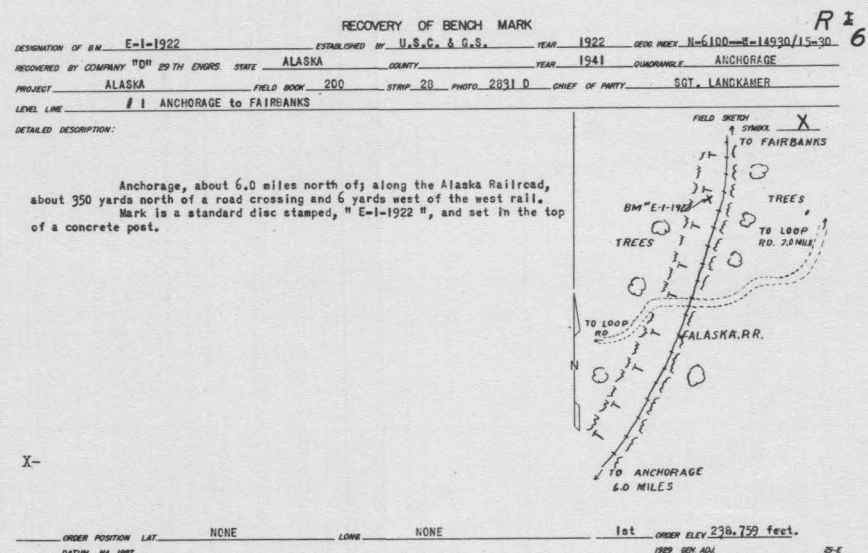 RECOVERY OF BENCH MARK
R I 6
DESIGNATION OF B M E-1-1922 ESTABLISHED BY U.S.C. & G.S. YEAR 1922 GEOG INDEX N-6100--W-14930/15-30
RECOVERED BY COMPANY "D" 29 TH ENGRS. STATE ALASKA COUNTY YEAR 1941 QUADRANGLE ANCHORAGE
PROJECT ALASKA FIELD BOOK 200 STRIP 28 PHOTO 2831 D CHIEF OF PARTY SGT. LANDKAMER
LEVEL LINE # 1 ANCHORAGE to FAIRBANKS
DETAILED DESCRIPTION:
Anchorage, about 6.0 miles north of; along the Alaska Railroad,
about 350 yards north of a road crossing and 6 yards west of the west rail.
Mark is a standard disc stamped, " E-1-1922 ", and set in the top
of a concrete post.
FIELD SKETCH
SYMBOL X
TO FAIRBANKS
BM "E-1-1922"
TREES
TO LOOP
RD. 2.0 MILE
TREES
TO LOOP
RD
ALASKA.R.R.
N
TO ANCHORAGE
6.0 MILES
X-
ORDER POSITION LAT. NONE LONG NONE 1st ORDER ELEV 238.759 feet.
DATUM NA 1927 1929 GEN ADJ 25-E